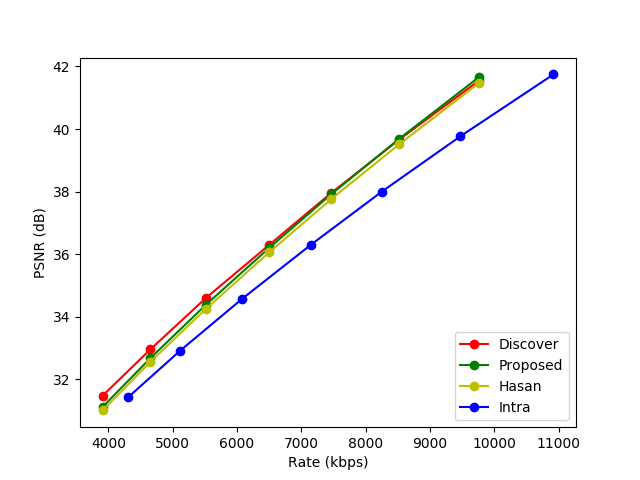 42
40
38
36
34
32
PSNR (dB)
4000 5000 6000 7000 8000 9000 10000 11000
Rate (kbps)
Discover
Proposed
Hasan
Intra